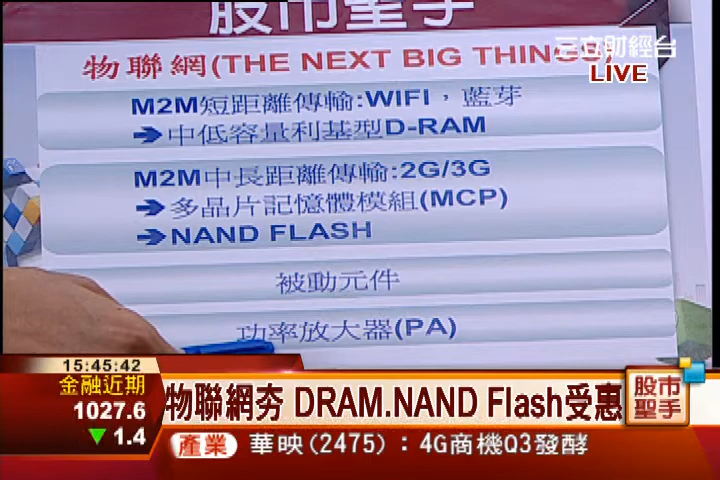 股市聖手
三立財經台
物聯網(THE NEXT BIG THINGS)
LIVE
M2M短距離傳輸:WIFI，藍芽
➔中低容量利基型D-RAM
M2M中長距離傳輸:2G/3G
➔多晶片記憶體模組(MCP)
➔NAND FLASH
被動元件
功率放大器(PA)
15:45:42
金融近期
1027.6
▼1.4
物聯網夯 DRAM.NAND Flash受惠
股市
聖手
產業
華映(2475)：4G商機Q3發酵